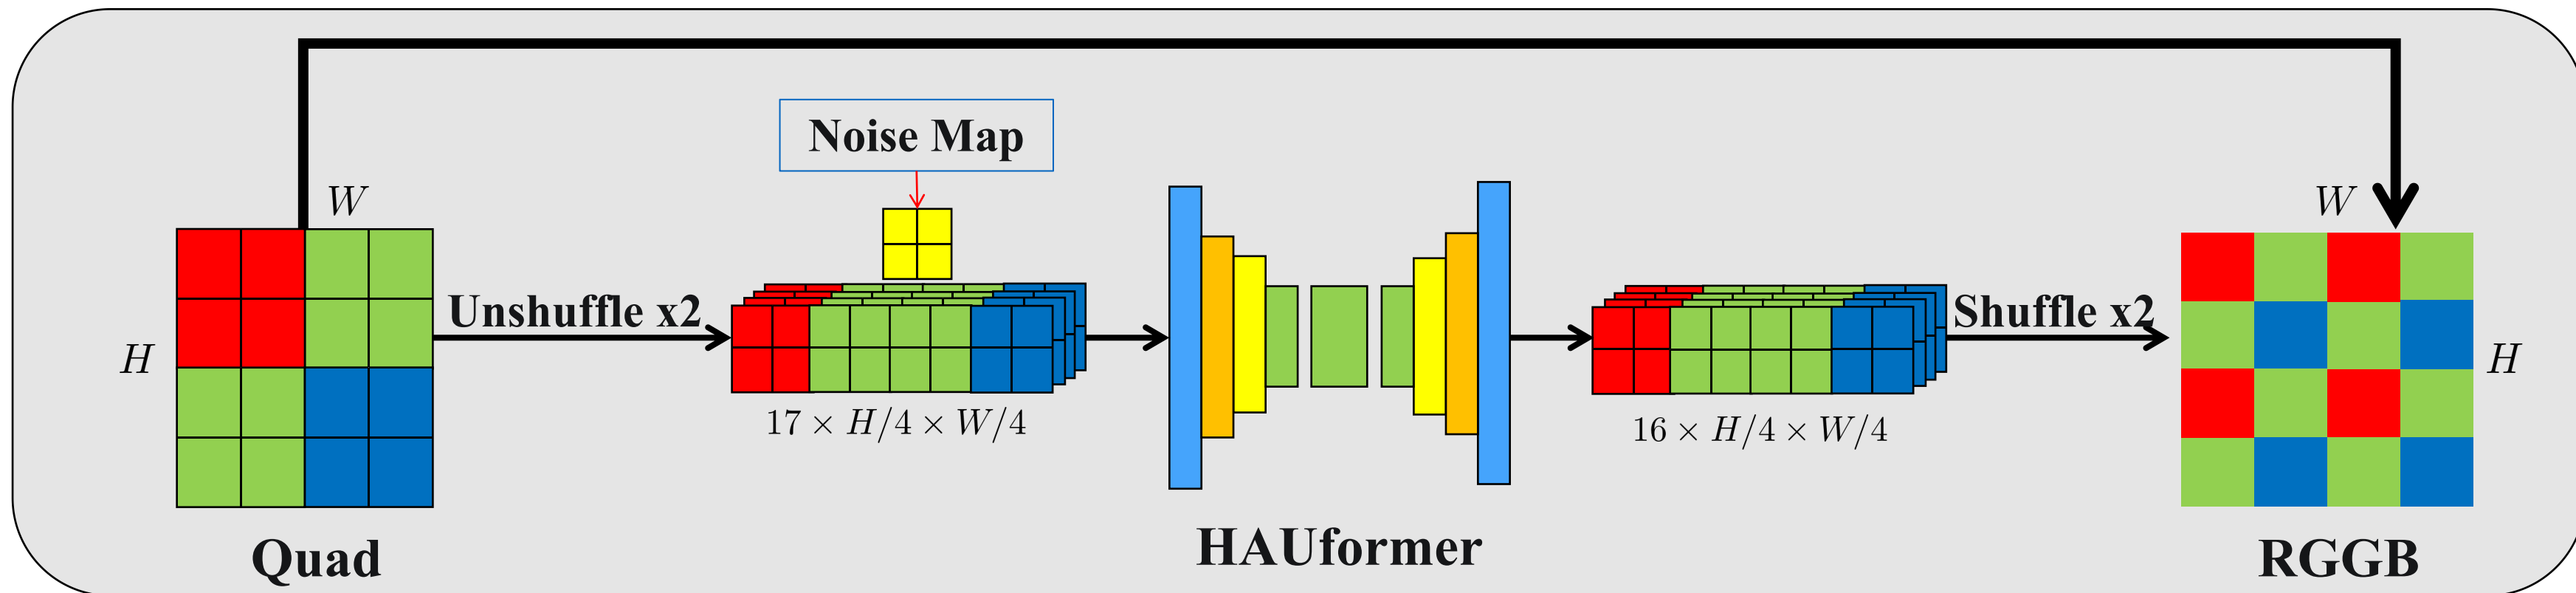 W
Noise Map
W
Unshuffle x2
Shuffle x2
H
H
17 × H/4 × W/4
16 × H/4 × W/4
Quad
HAUformer
RGGB